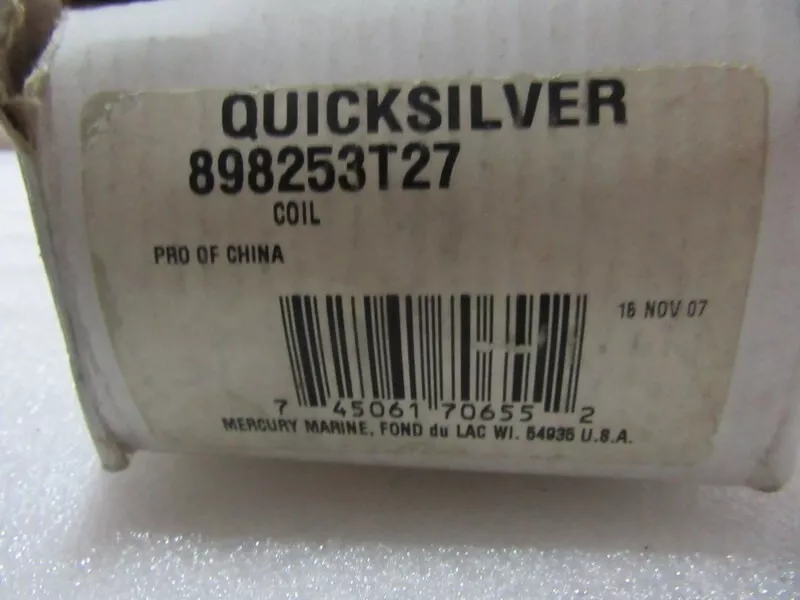 QUICKSILVER
898253T27
COIL
PRO OF CHINA
16 NOV 07
7 45061 70655 2
MERCURY MARINE, FOND du LAC WI. 54935 U.S.A.